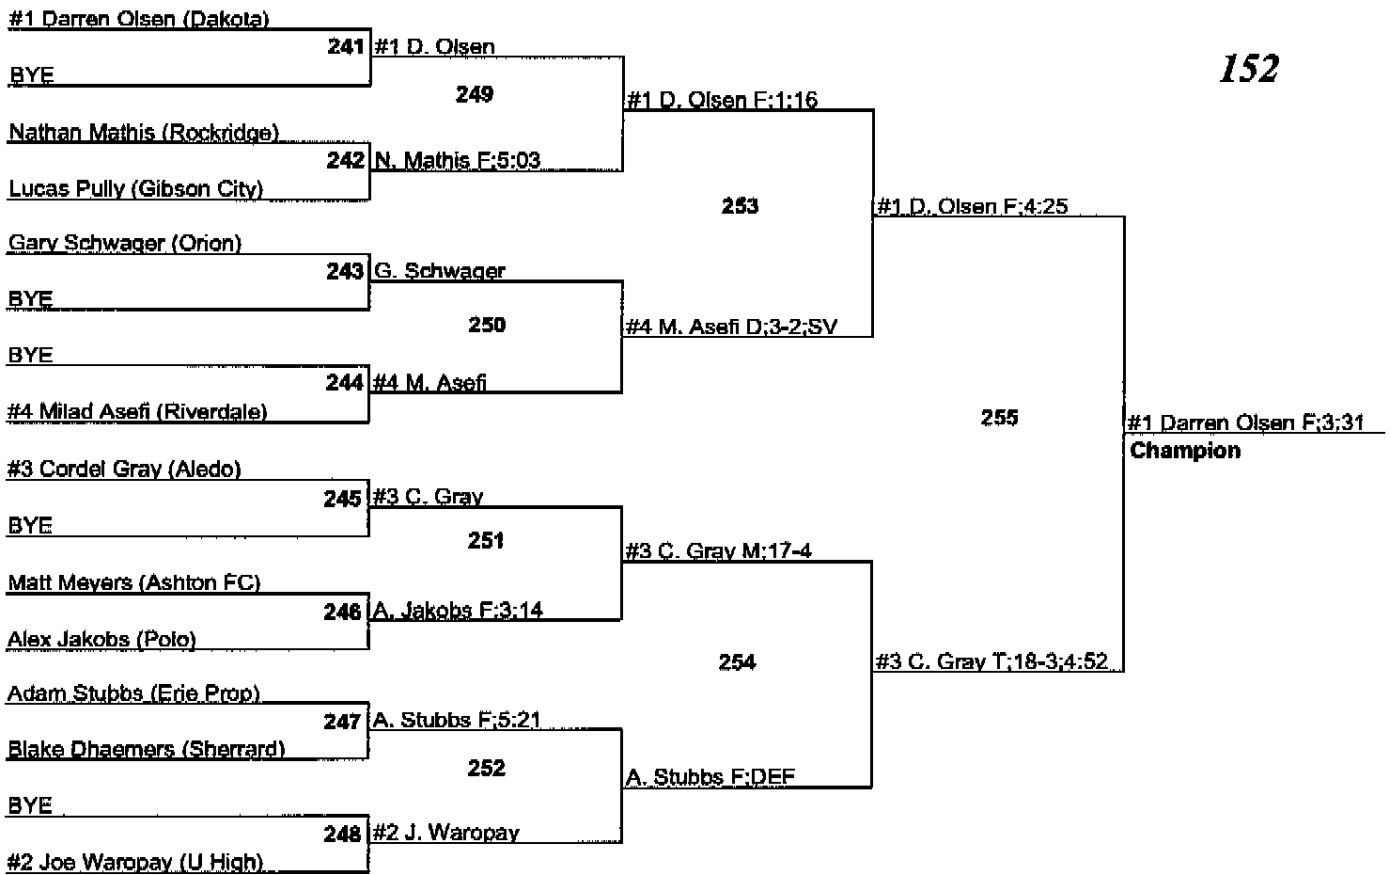 #1 Darren Olsen (Dakota)
241 #1 D. Olsen
BYE
152
249
#1 D. Olsen F;1:16
Nathan Mathis (Rockridge)
242 N. Mathis F;5:03
Lucas Pully (Gibson City)
253
#1 D. Olsen F;4:25
Gary Schwager (Orion)
243 G. Schwager
BYE
250
#4 M. Asefi D;3-2;SV
BYE
244 #4 M. Asefi
#4 Milad Asefi (Riverdale)
255
#1 Darren Olsen F;3:31
Champion
#3 Cordel Gray (Aledo)
245 #3 C. Gray
BYE
251
#3 C. Gray M;17-4
Matt Meyers (Ashton FC)
246 A. Jakobs F;3:14
Alex Jakobs (Polo)
254
#3 C. Gray T;18-3;4:52
Adam Stubbs (Erie Prop)
247 A. Stubbs F;5:21
Blake Dhaemers (Sherrard)
252
A. Stubbs F;DEF
BYE
248 #2 J. Waropay
#2 Joe Waropay (U High)